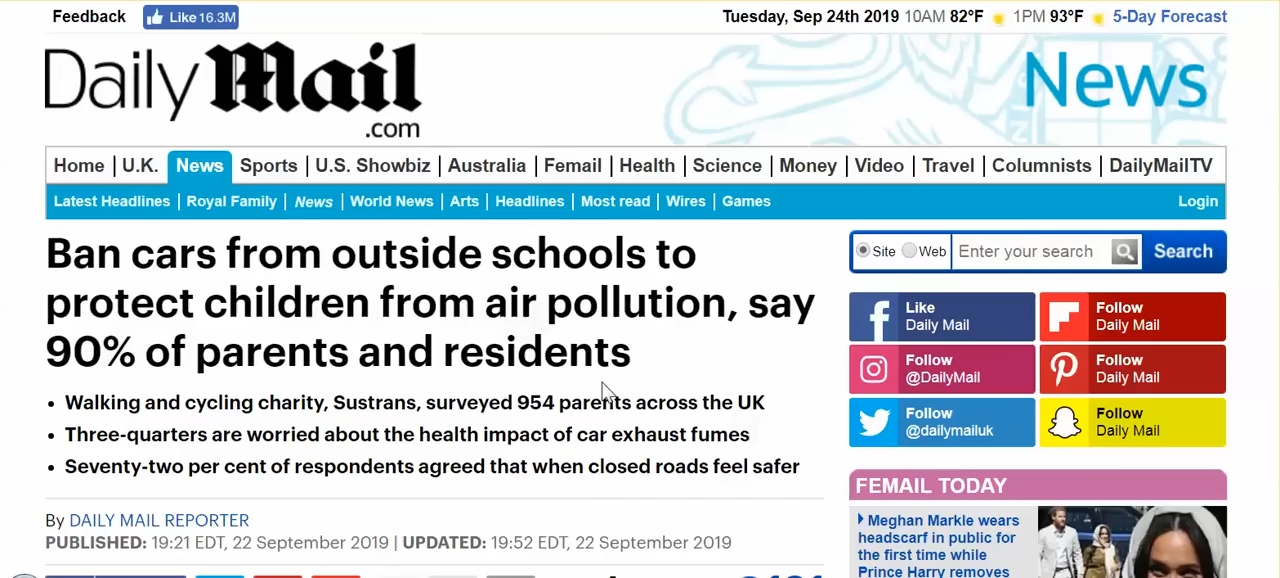 Feedback Like 16.3M Tuesday, Sep 24th 2019 10AM 82°F 1PM 93°F 5-Day Forecast
Daily Mail
.com
News
Home U.K. News Sports U.S. Showbiz Australia Femail Health Science Money Video Travel Columnists DailyMailTV
Latest Headlines Royal Family News World News Arts Headlines Most read Wires Games Login
Ban cars from outside schools to
protect children from air pollution, say
90% of parents and residents
• Walking and cycling charity, Sustrans, surveyed 954 parents across the UK
• Three-quarters are worried about the health impact of car exhaust fumes
• Seventy-two per cent of respondents agreed that when closed roads feel safer
By DAILY MAIL REPORTER
PUBLISHED: 19:21 EDT, 22 September 2019 | UPDATED: 19:52 EDT, 22 September 2019
Site Web Enter your search Search
Like
Daily Mail
Follow
Daily Mail
Follow
@DailyMail
Follow
Daily Mail
Follow
@dailymailuk
Follow
Daily Mail
FEMAIL TODAY
Meghan Markle wears
headscarf in public for
the first time while
Prince Harry removes